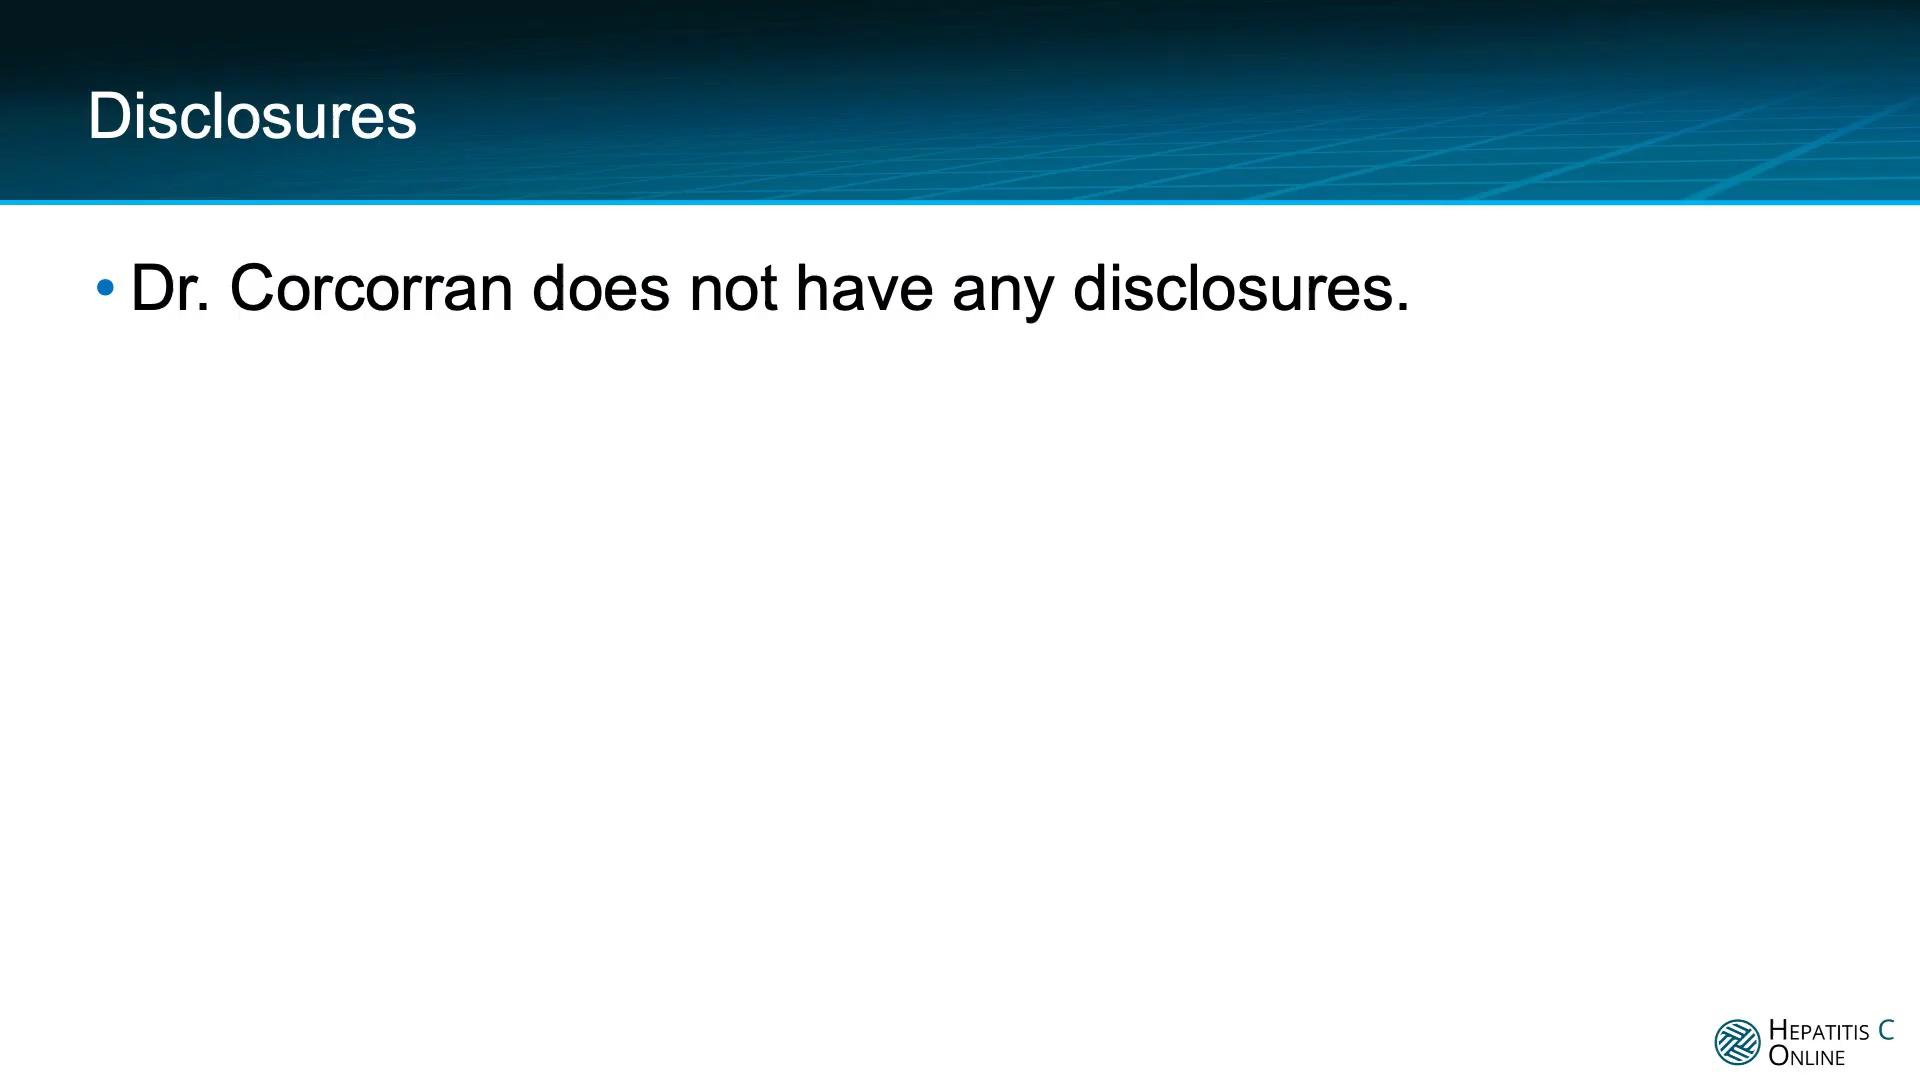 Disclosures
• Dr. Corcorran does not have any disclosures.
HEPATITIS C
ONLINE